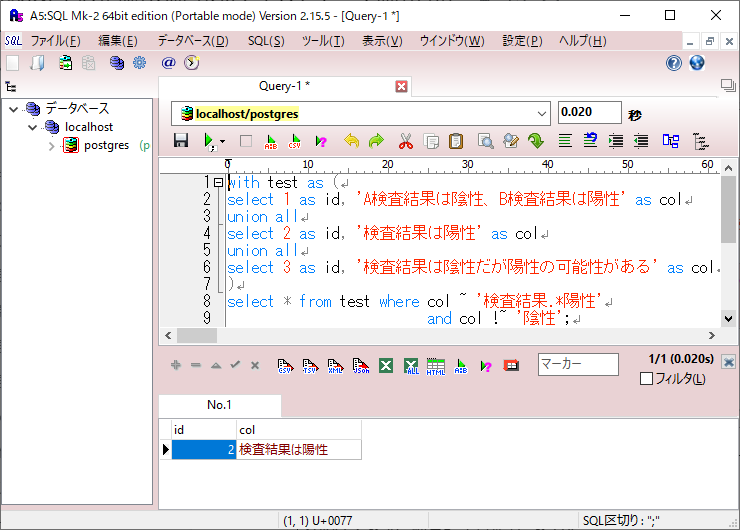 A5:SQL Mk-2 64bit edition (Portable mode) Version 2.15.5 - [Query-1 *]
SQL ファイル(F) 編集(E) データベース(D) SQL(S) ツール(T) 表示(V) ウインドウ(W) 設定(P) ヘルプ(H)
Query-1 *
データベース
localhost
postgres (p
localhost/postgres 0.020 秒
0 10 20 30 40 50 60
1 with test as (↲
2 select 1 as id, 'A検査結果は陰性、B検査結果は陽性' as col↲
3 union all↲
4 select 2 as id, '検査結果は陽性' as col↲
5 union all↲
6 select 3 as id, '検査結果は陰性だが陽性の可能性がある' as col↲
7 )↲
8 select * from test where col ~ '検査結果.*陽性'↲
9 and col !~ '陰性';↲
CSV TSV XML Json ALL HTML A:B マーカー 1/1 (0.020s)
フィルタ(L)
No.1
id col
2 検査結果は陽性
(1, 1) U+0077 SQL区切り: ";"